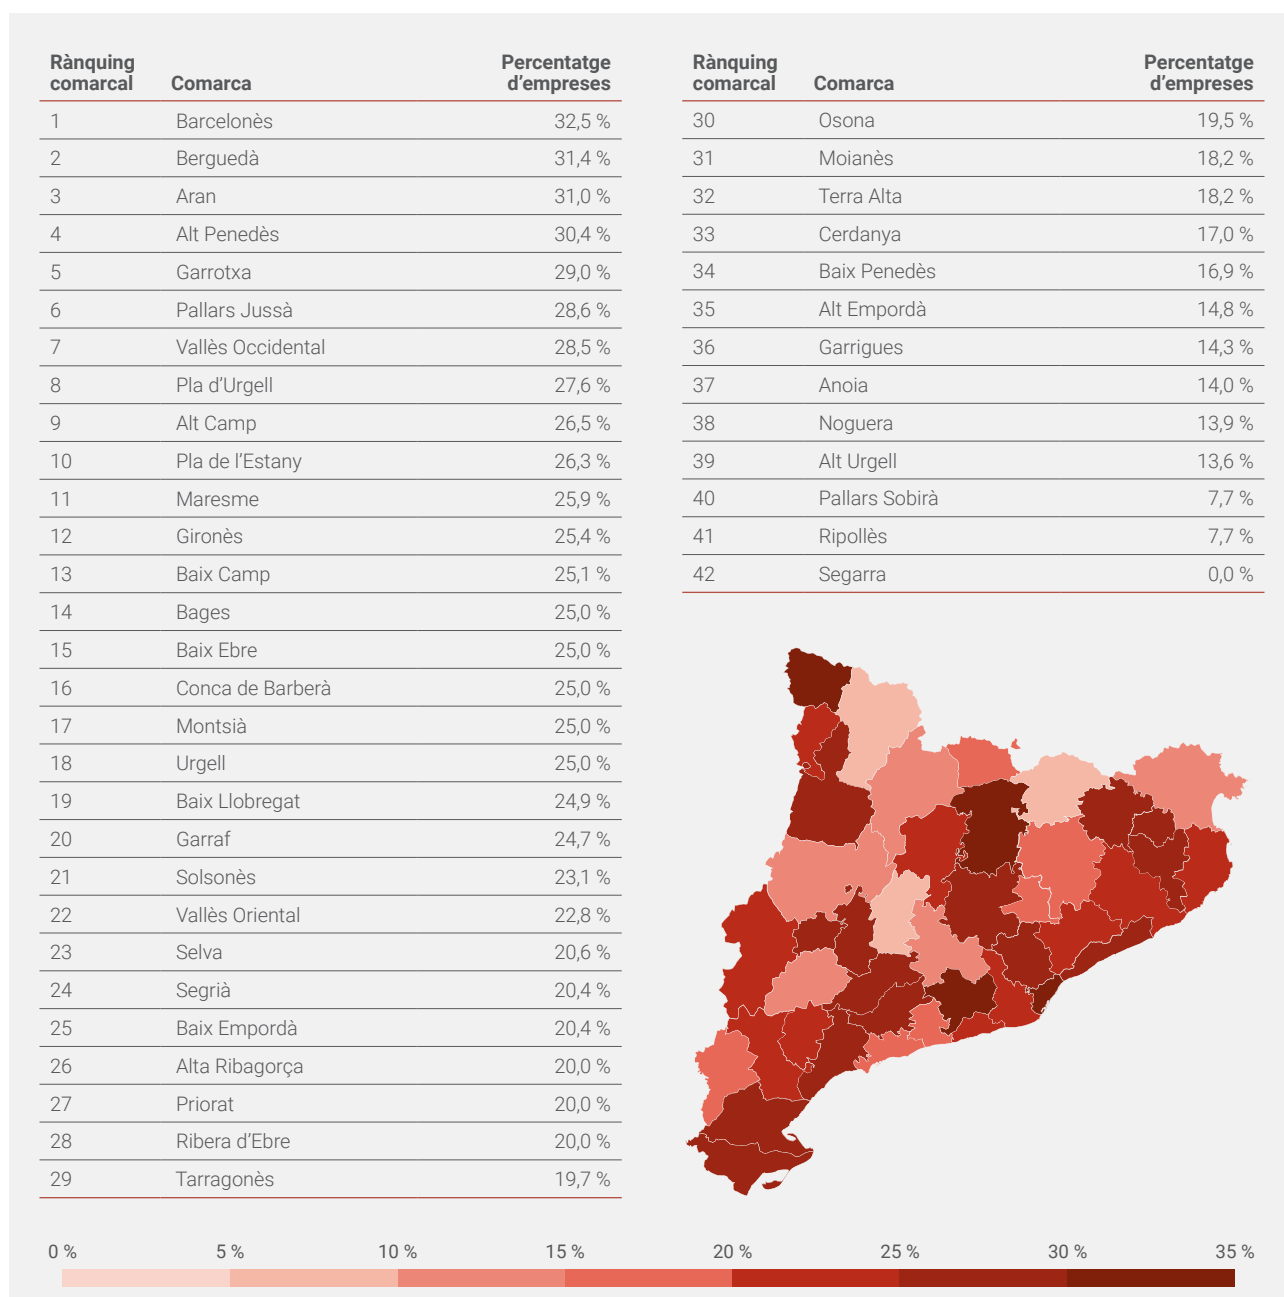 Rànquing comarcal Comarca Percentatge d’empreses
1 Barcelonès 32,5 %
2 Berguedà 31,4 %
3 Aran 31,0 %
4 Alt Penedès 30,4 %
5 Garrotxa 29,0 %
6 Pallars Jussà 28,6 %
7 Vallès Occidental 28,5 %
8 Pla d’Urgell 27,6 %
9 Alt Camp 26,5 %
10 Pla de l’Estany 26,3 %
11 Maresme 25,9 %
12 Gironès 25,4 %
13 Baix Camp 25,1 %
14 Bages 25,0 %
15 Baix Ebre 25,0 %
16 Conca de Barberà 25,0 %
17 Montsià 25,0 %
18 Urgell 25,0 %
19 Baix Llobregat 24,9 %
20 Garraf 24,7 %
21 Solsonès 23,1 %
22 Vallès Oriental 22,8 %
23 Selva 20,6 %
24 Segrià 20,4 %
25 Baix Empordà 20,4 %
26 Alta Ribagorça 20,0 %
27 Priorat 20,0 %
28 Ribera d’Ebre 20,0 %
29 Tarragonès 19,7 %
Rànquing comarcal Comarca Percentatge d’empreses
30 Osona 19,5 %
31 Moianès 18,2 %
32 Terra Alta 18,2 %
33 Cerdanya 17,0 %
34 Baix Penedès 16,9 %
35 Alt Empordà 14,8 %
36 Garrigues 14,3 %
37 Anoia 14,0 %
38 Noguera 13,9 %
39 Alt Urgell 13,6 %
40 Pallars Sobirà 7,7 %
41 Ripollès 7,7 %
42 Segarra 0,0 %
0 % 5 % 10 % 15 % 20 % 25 % 30 % 35 %